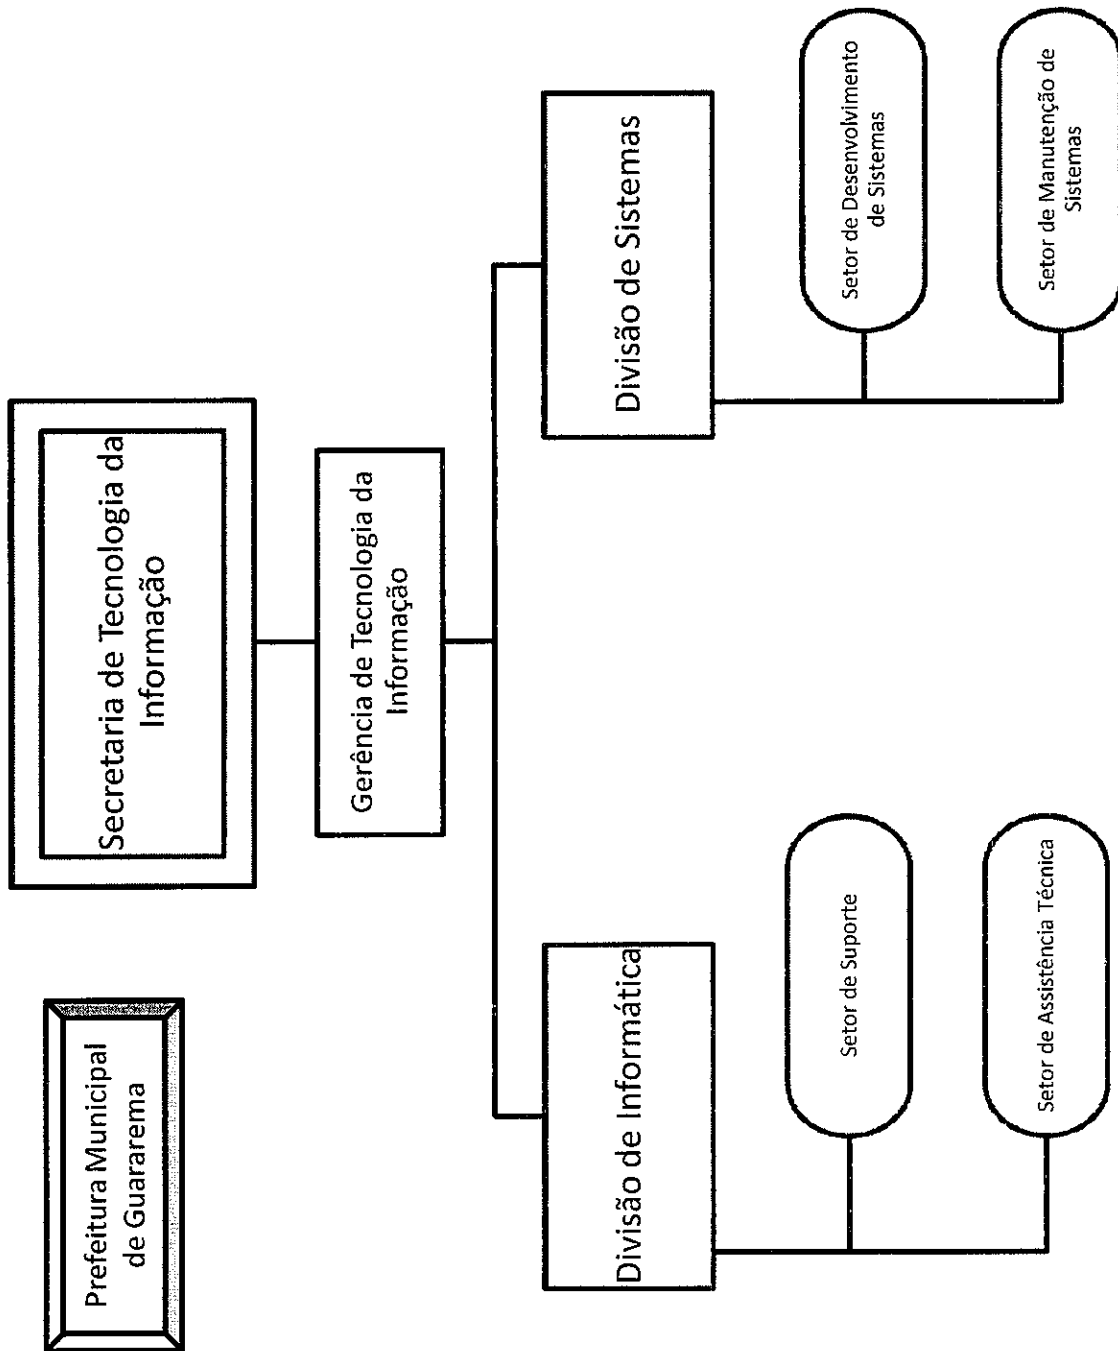 Prefeitura Municipal
de Guararema
Secretaria de Tecnologia da
Informação
Gerência de Tecnologia da
Informação
Divisão de Informática
Divisão de Sistemas
Setor de Suporte
Setor de Assistência Técnica
Setor de Desenvolvimento
de Sistemas
Setor de Manutenção de
Sistemas